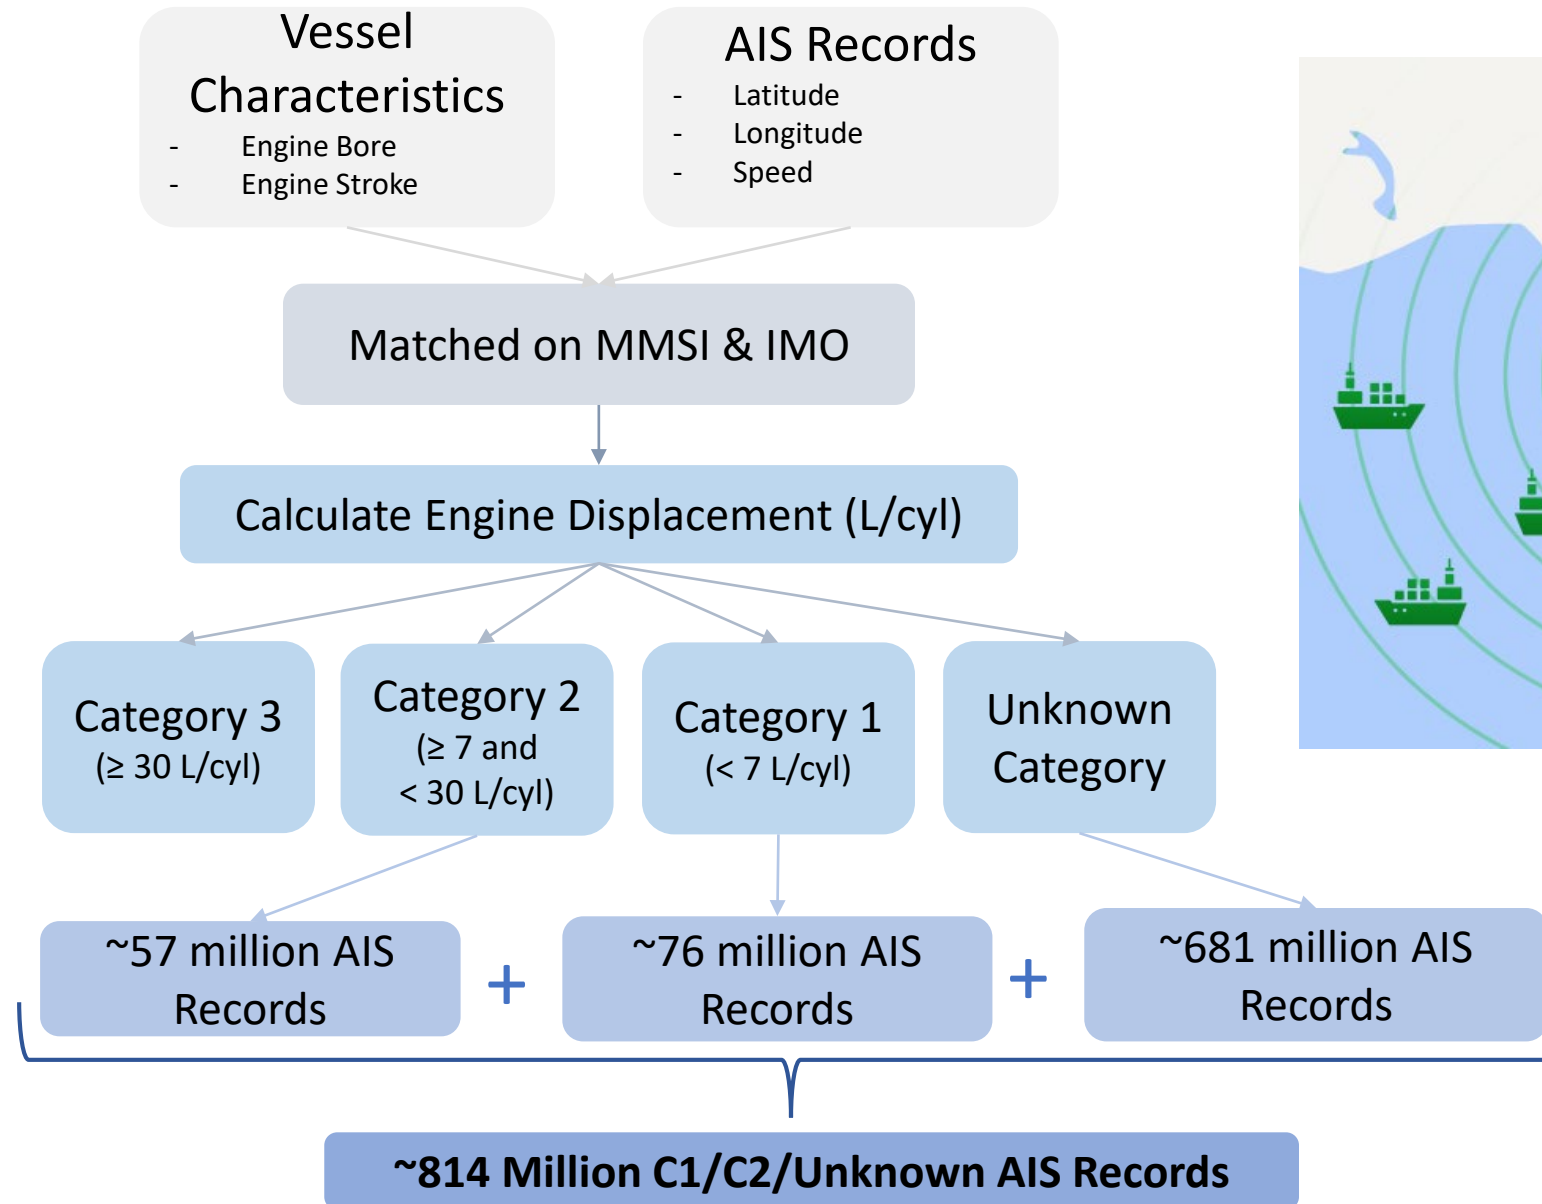 Vessel
Characteristics
- Engine Bore
- Engine Stroke
AIS Records
- Latitude
- Longitude
- Speed
Matched on MMSI & IMO
Calculate Engine Displacement (L/cyl)
Category 3
(≥ 30 L/cyl)
Category 2
(≥ 7 and
< 30 L/cyl)
Category 1
(< 7 L/cyl)
Unknown
Category
~57 million AIS
Records
+
~76 million AIS
Records
+
~681 million AIS
Records
~814 Million C1/C2/Unknown AIS Records